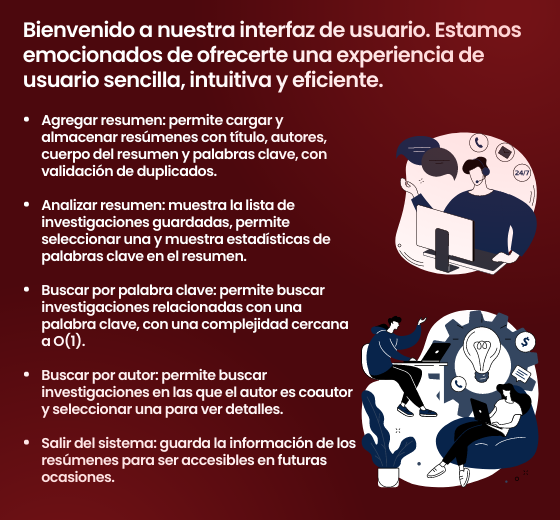 Bienvenido a nuestra interfaz de usuario. Estamos
emocionados de ofrecerte una experiencia de
usuario sencilla, intuitiva y eficiente.
• Agregar resumen: permite cargar y
almacenar resúmenes con título, autores,
cuerpo del resumen y palabras clave, con
validación de duplicados.
• Analizar resumen: muestra la lista de
investigaciones guardadas, permite
seleccionar una y muestra estadísticas de
palabras clave en el resumen.
• Buscar por palabra clave: permite buscar
investigaciones relacionadas con una
palabra clave, con una complejidad cercana
a O(1).
• Buscar por autor: permite buscar
investigaciones en las que el autor es coautor
y seleccionar una para ver detalles.
• Salir del sistema: guarda la información de los
resúmenes para ser accesibles en futuras
ocasiones.
24/7
$